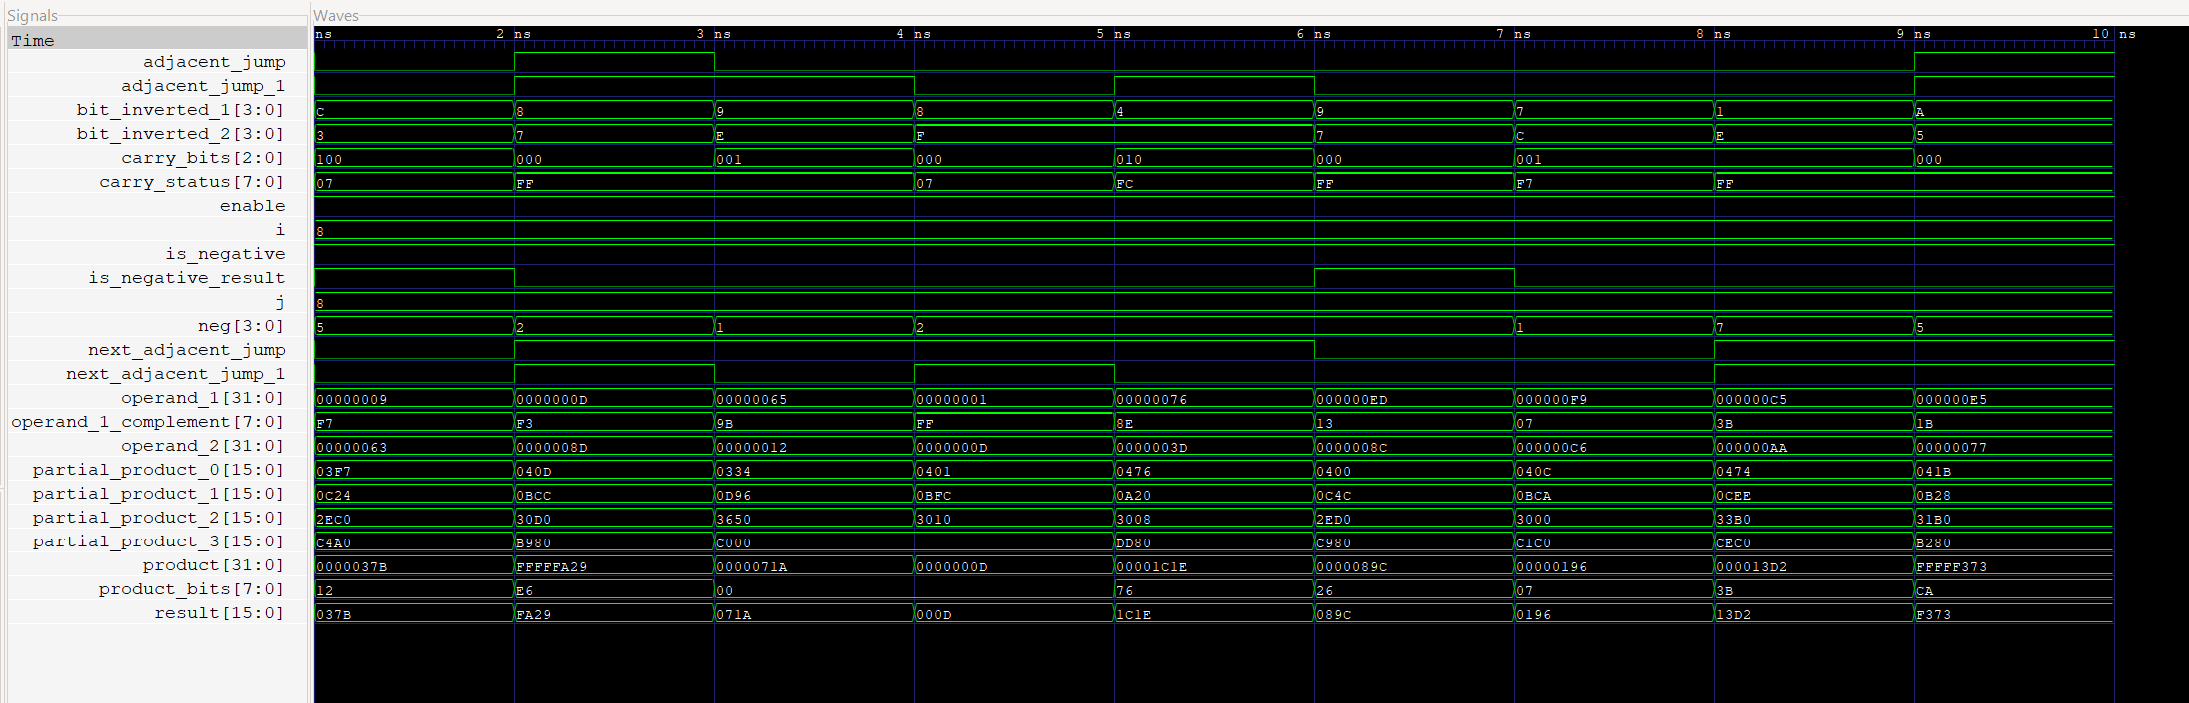 Signals Waves
Time ns 2 ns 3 ns 4 ns 5 ns 6 ns 7 ns 8 ns 9 ns 10 ns
adjacent_jump
adjacent_jump_1
bit_inverted_1[3:0] C 8 9 8 4 9 7 1 A
bit_inverted_2[3:0] 3 7 E F 7 C E 5
carry_bits[2:0] 100 000 001 000 010 000 001 000
carry_status[7:0] 07 FF 07 FC FF F7 FF
enable
i 8
is_negative
is_negative_result
j 8
neg[3:0] 5 2 1 2 1 7 5
next_adjacent_jump
next_adjacent_jump_1
operand_1[31:0] 00000009 0000000D 00000065 00000001 00000076 000000ED 000000F9 000000C5 000000E5
operand_1_complement[7:0] F7 F3 9B FF 8E 13 07 3B 1B
operand_2[31:0] 00000063 0000008D 00000012 0000000D 0000003D 0000008C 000000C6 000000AA 00000077
partial_product_0[15:0] 03F7 040D 0334 0401 0476 0400 040C 0474 041B
partial_product_1[15:0] 0C24 0BCC 0D96 0BFC 0A20 0C4C 0BCA 0CEE 0B28
partial_product_2[15:0] 2EC0 30D0 3650 3010 3008 2ED0 3000 33B0 31B0
partial_product_3[15:0] C4A0 B980 C000 DD80 C980 C1C0 CEC0 B280
product[31:0] 0000037B FFFFFA29 0000071A 0000000D 00001C1E 0000089C 00000196 000013D2 FFFFF373
product_bits[7:0] 12 E6 00 76 26 07 3B CA
result[15:0] 037B FA29 071A 000D 1C1E 089C 0196 13D2 F373